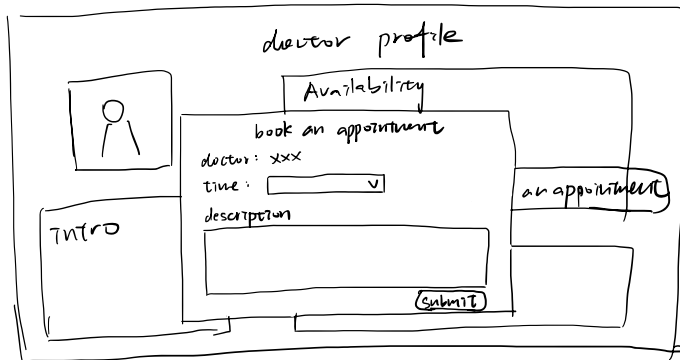 doctor profile
Availability
book an appointment
doctor: xxx
time:
an appointment
description
intro
submit